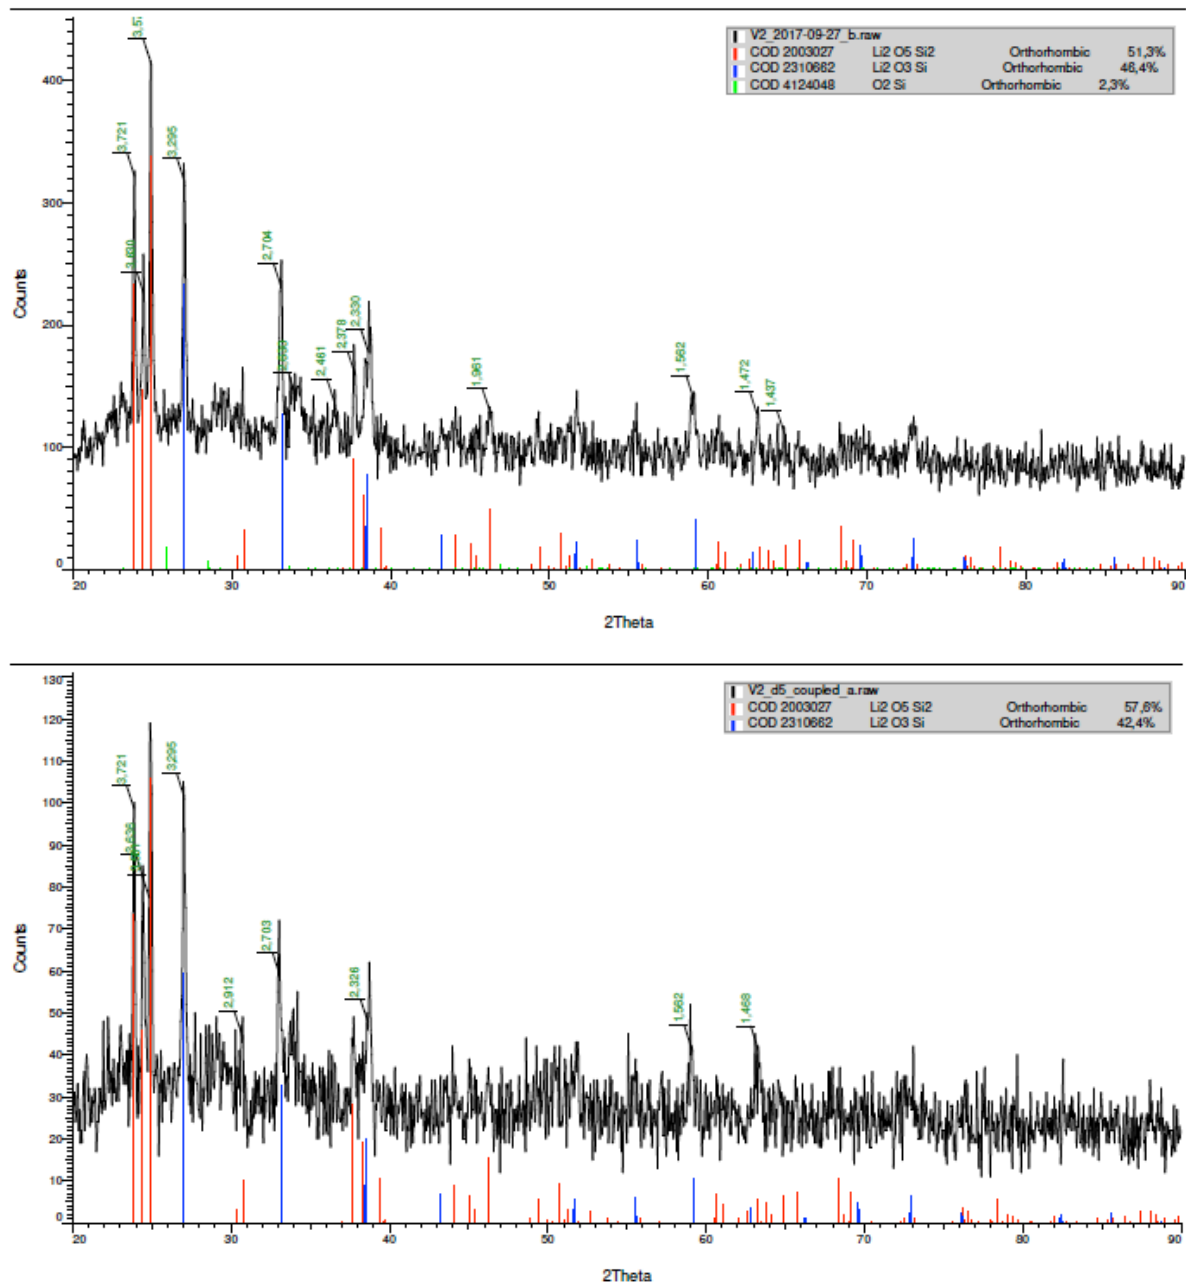 V2_2017-09-27_b.raw
COD 2003027 Li2 O5 Si2 Orthorhombic 51,3%
COD 2310662 Li2 O3 Si Orthorhombic 46,4%
COD 4124048 O2 Si Orthorhombic 2,3%
3,721
3,295
2,704
2,461
2,378
2,330
1,961
1,562
1,472
1,437
Counts
400
300
200
100
0
20 30 40 50 60 70 80 90
2Theta
V2_d5_coupled_a.raw
COD 2003027 Li2 O5 Si2 Orthorhombic 57,6%
COD 2310662 Li2 O3 Si Orthorhombic 42,4%
3,721
3,636
3,295
2,912
2,703
2,326
1,562
1,468
Counts
130
120
110
100
90
80
70
60
50
40
30
20
10
0
20 30 40 50 60 70 80 90
2Theta